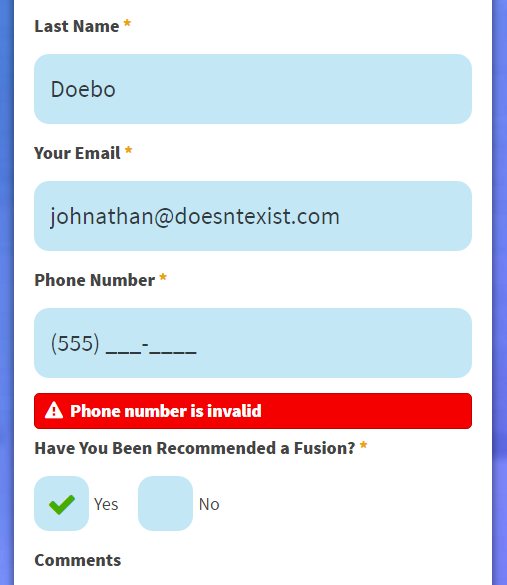 Last Name *
Doebo
Your Email *
johnathan@doesntexist.com
Phone Number *
(555) ___-____
Phone number is invalid
Have You Been Recommended a Fusion? *
Yes No
Comments